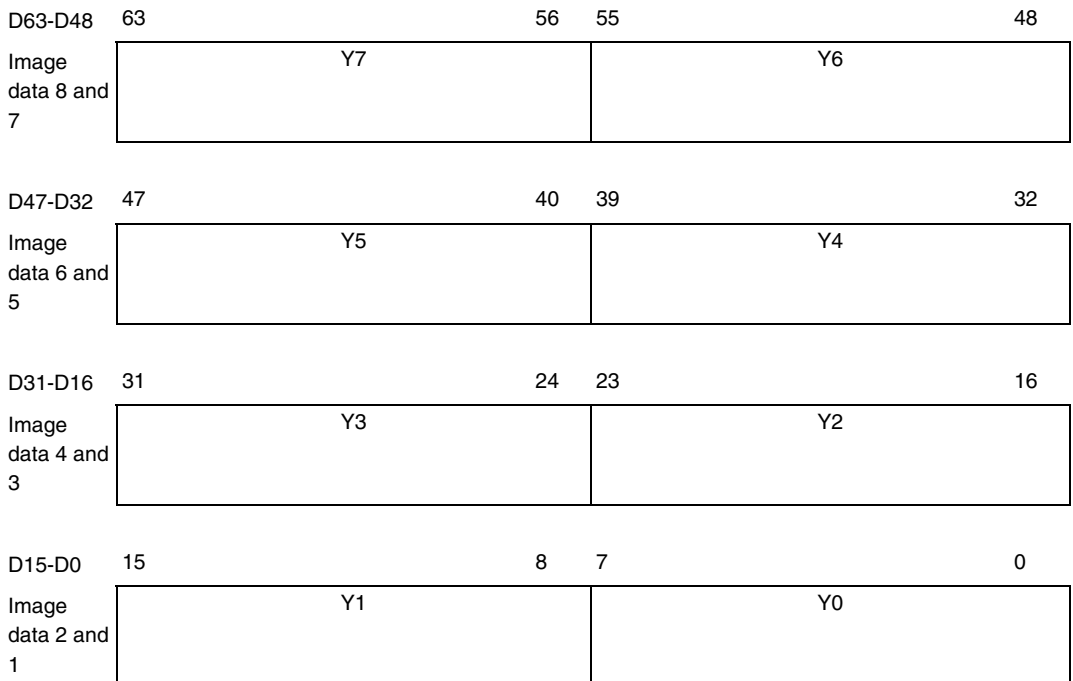 D63-D48 63 56 55 48
Image Y7 Y6
data 8 and
7
D47-D32 47 40 39 32
Image Y5 Y4
data 6 and
5
D31-D16 31 24 23 16
Image Y3 Y2
data 4 and
3
D15-D0 15 8 7 0
Image Y1 Y0
data 2 and
1